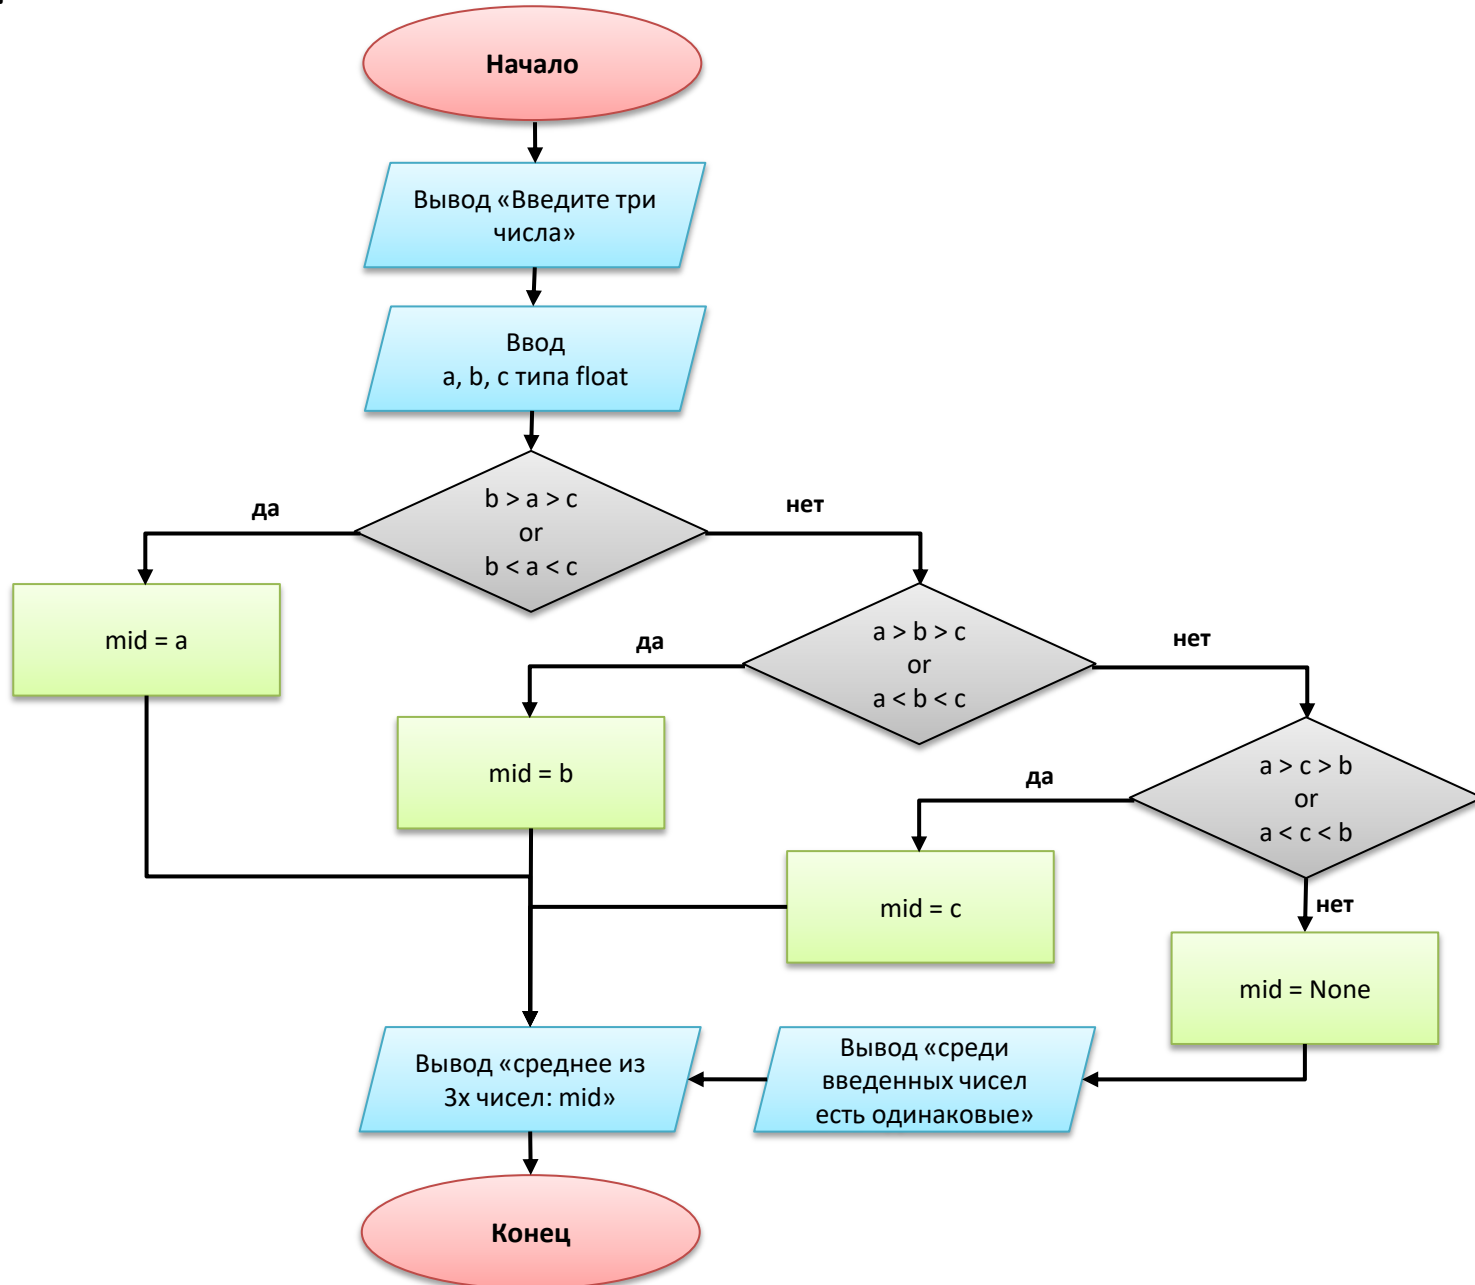 Начало
Вывод «Введите три
числа»
Ввод
a, b, c типа float
b > a > c
or
b < a < c
да
нет
mid = a
a > b > c
or
a < b < c
да
нет
mid = b
a > c > b
or
a < c < b
да
нет
mid = c
mid = None
Вывод «среди
введенных чисел
есть одинаковые»
Вывод «среднее из
3х чисел: mid»
Конец